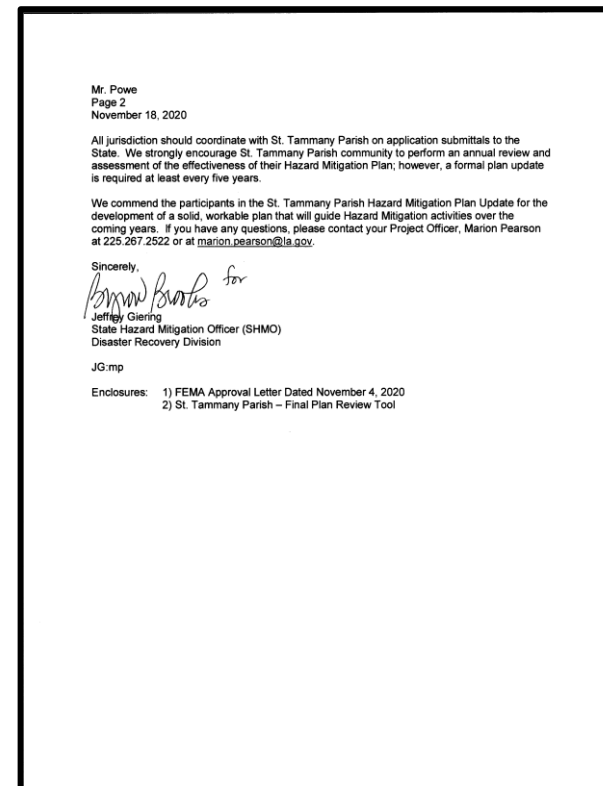 Mr. Powe
Page 2
November 18, 2020
All jurisdiction should coordinate with St. Tammany Parish on application submittals to the
State. We strongly encourage St. Tammany Parish community to perform an annual review and
assessment of the effectiveness of their Hazard Mitigation Plan; however, a formal plan update
is required at least every five years.
We commend the participants in the St. Tammany Parish Hazard Mitigation Plan Update for the
development of a solid, workable plan that will guide Hazard Mitigation activities over the
coming years. If you have any questions, please contact your Project Officer, Marion Pearson
at 225.267.2522 or at marion.pearson@la.gov.
Sincerely,
Brooks for
Jeffrey Giering
State Hazard Mitigation Officer (SHMO)
Disaster Recovery Division
JG:mp
Enclosures: 1) FEMA Approval Letter Dated November 4, 2020
2) St. Tammany Parish – Final Plan Review Tool